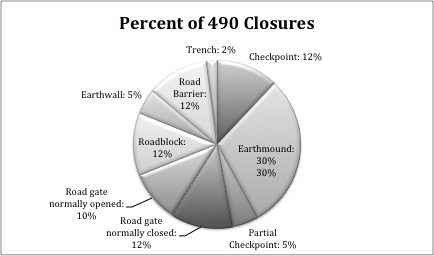 Percent of 490 Closures
Trench: 2%
Checkpoint: 12%
Road
Barrier:
12%
Earthwall: 5%
Earthmound:
30%
30%
Roadblock:
12%
Road gate
normally opened:
10%
Road gate
normally closed:
12%
Partial
Checkpoint: 5%